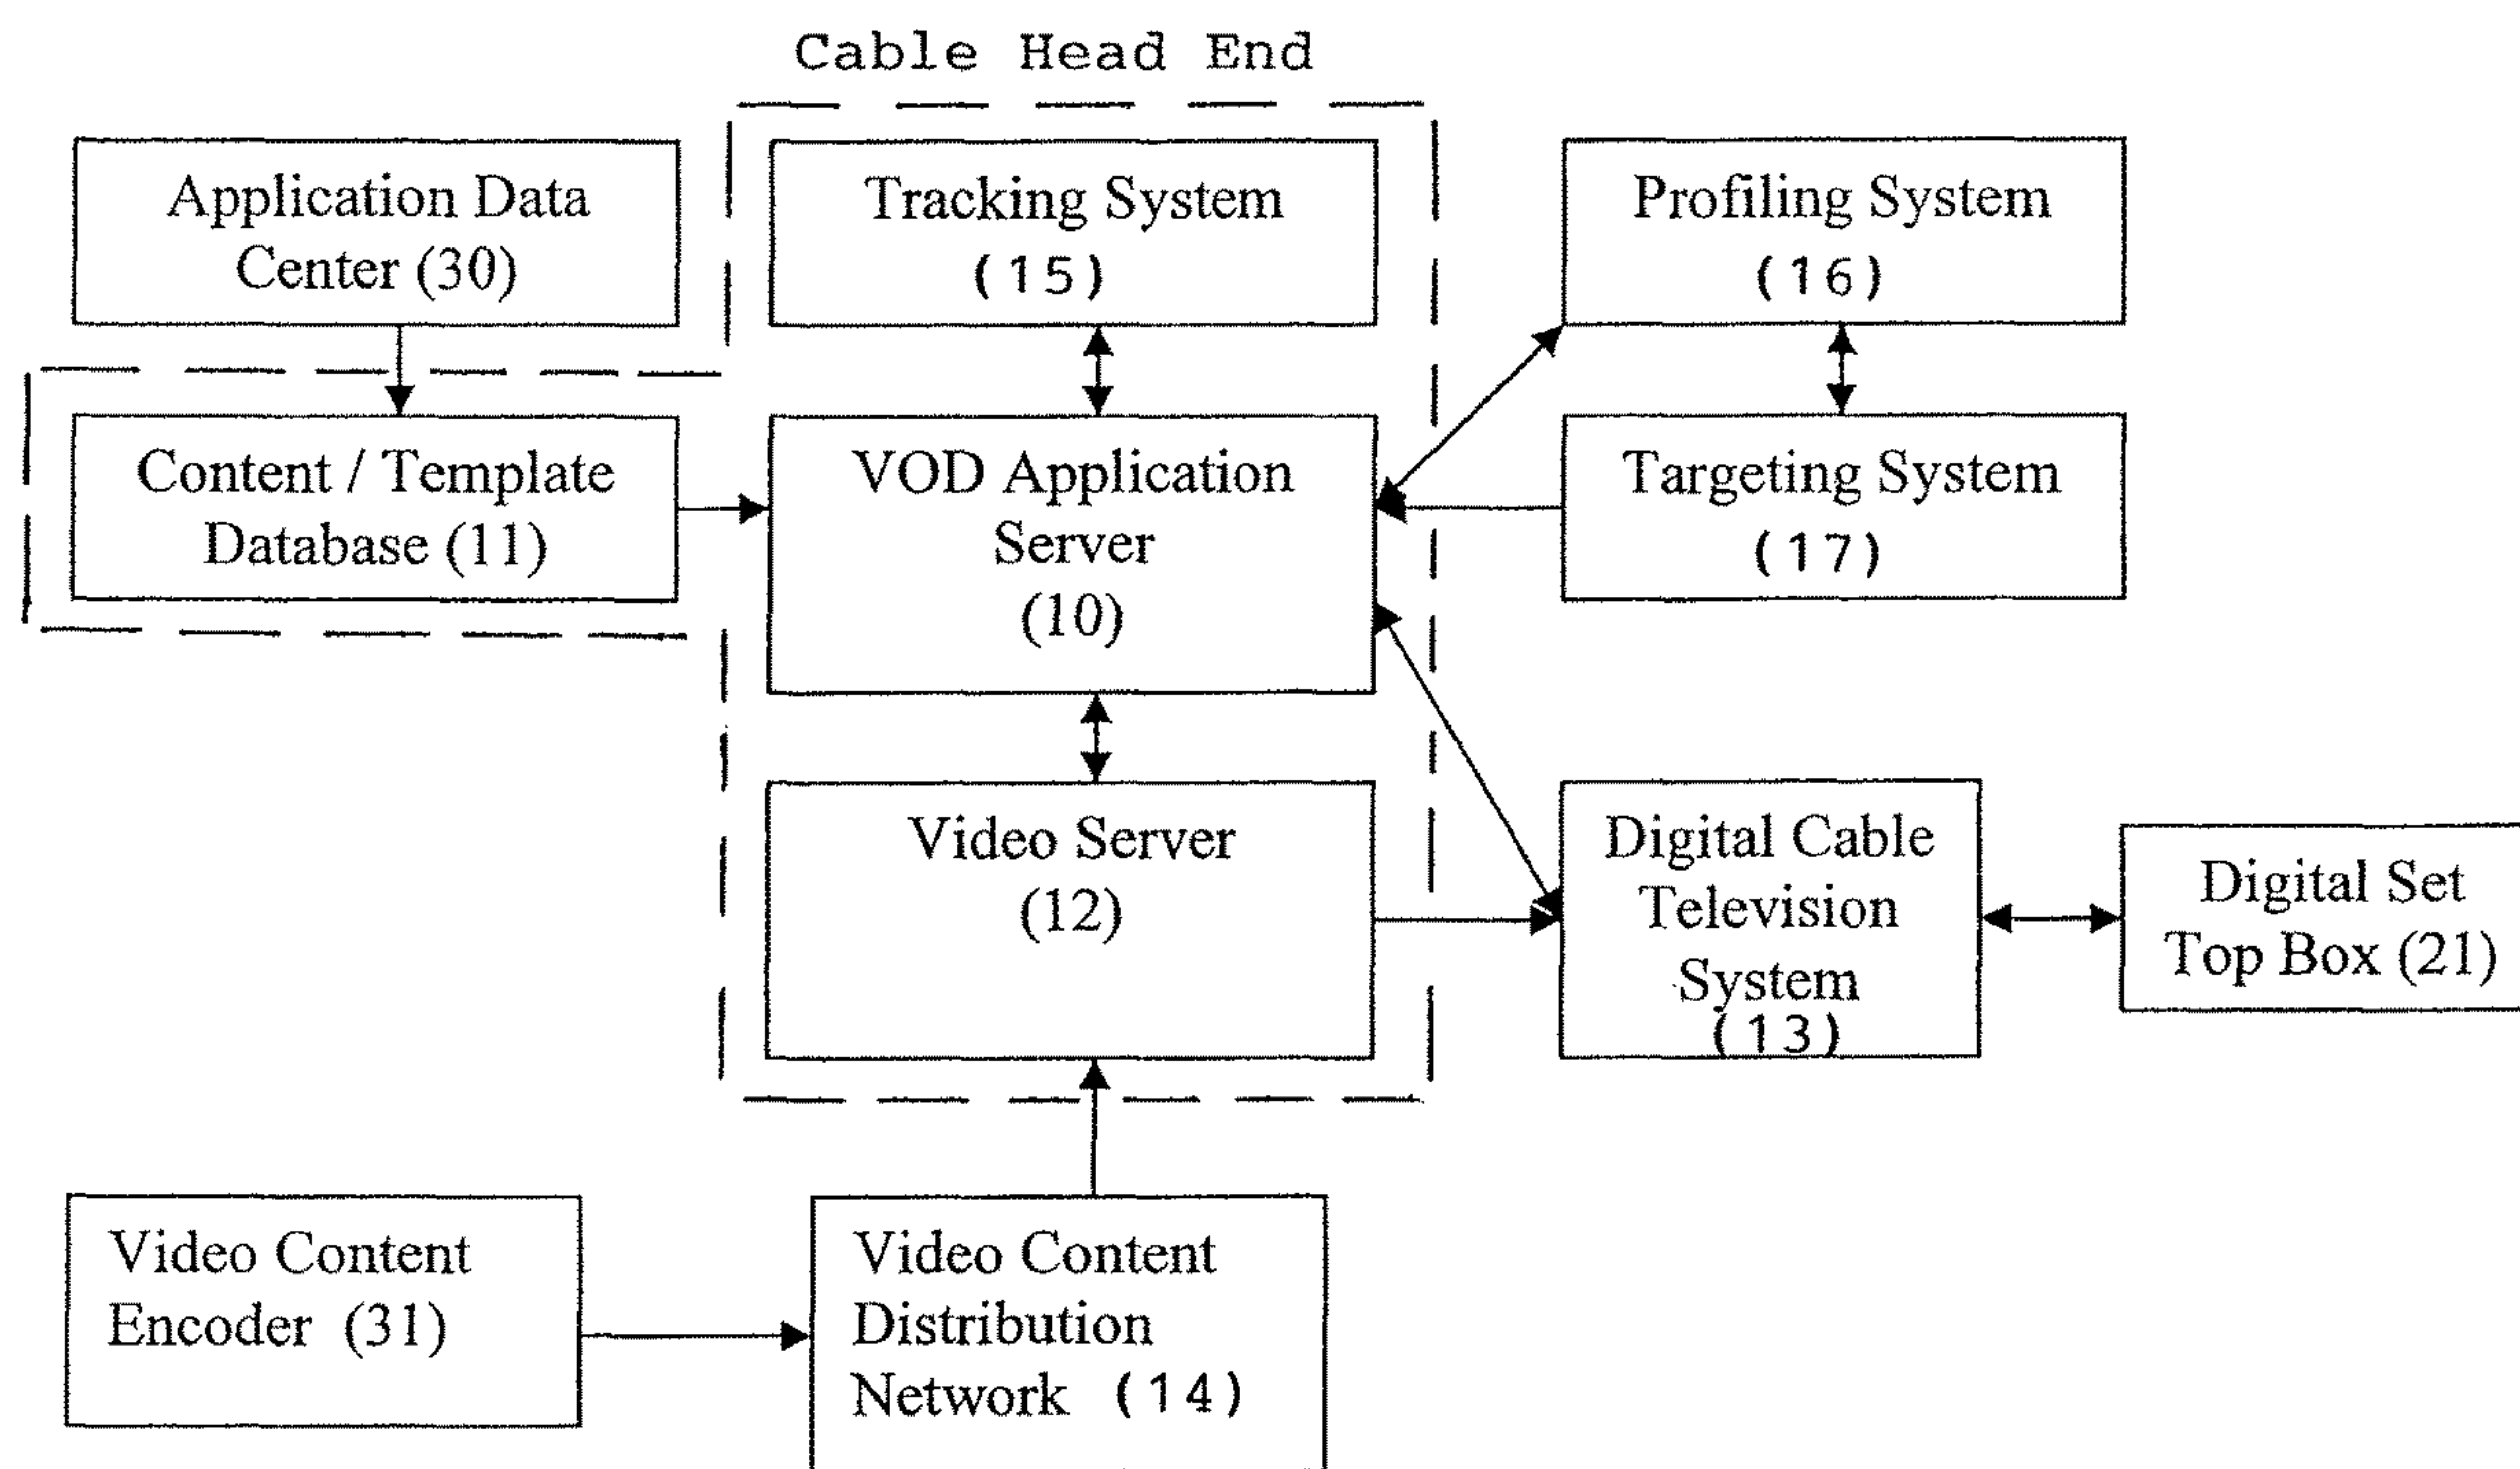 Cable Head End
Application Data
Center (30)
Tracking System
(15)
Profiling System
(16)
Content / Template
Database (11)
VOD Application
Server
(10)
Targeting System
(17)
Video Server
(12)
Digital Cable
Television
System
(13)
Digital Set
Top Box (21)
Video Content
Encoder (31)
Video Content
Distribution
Network (14)